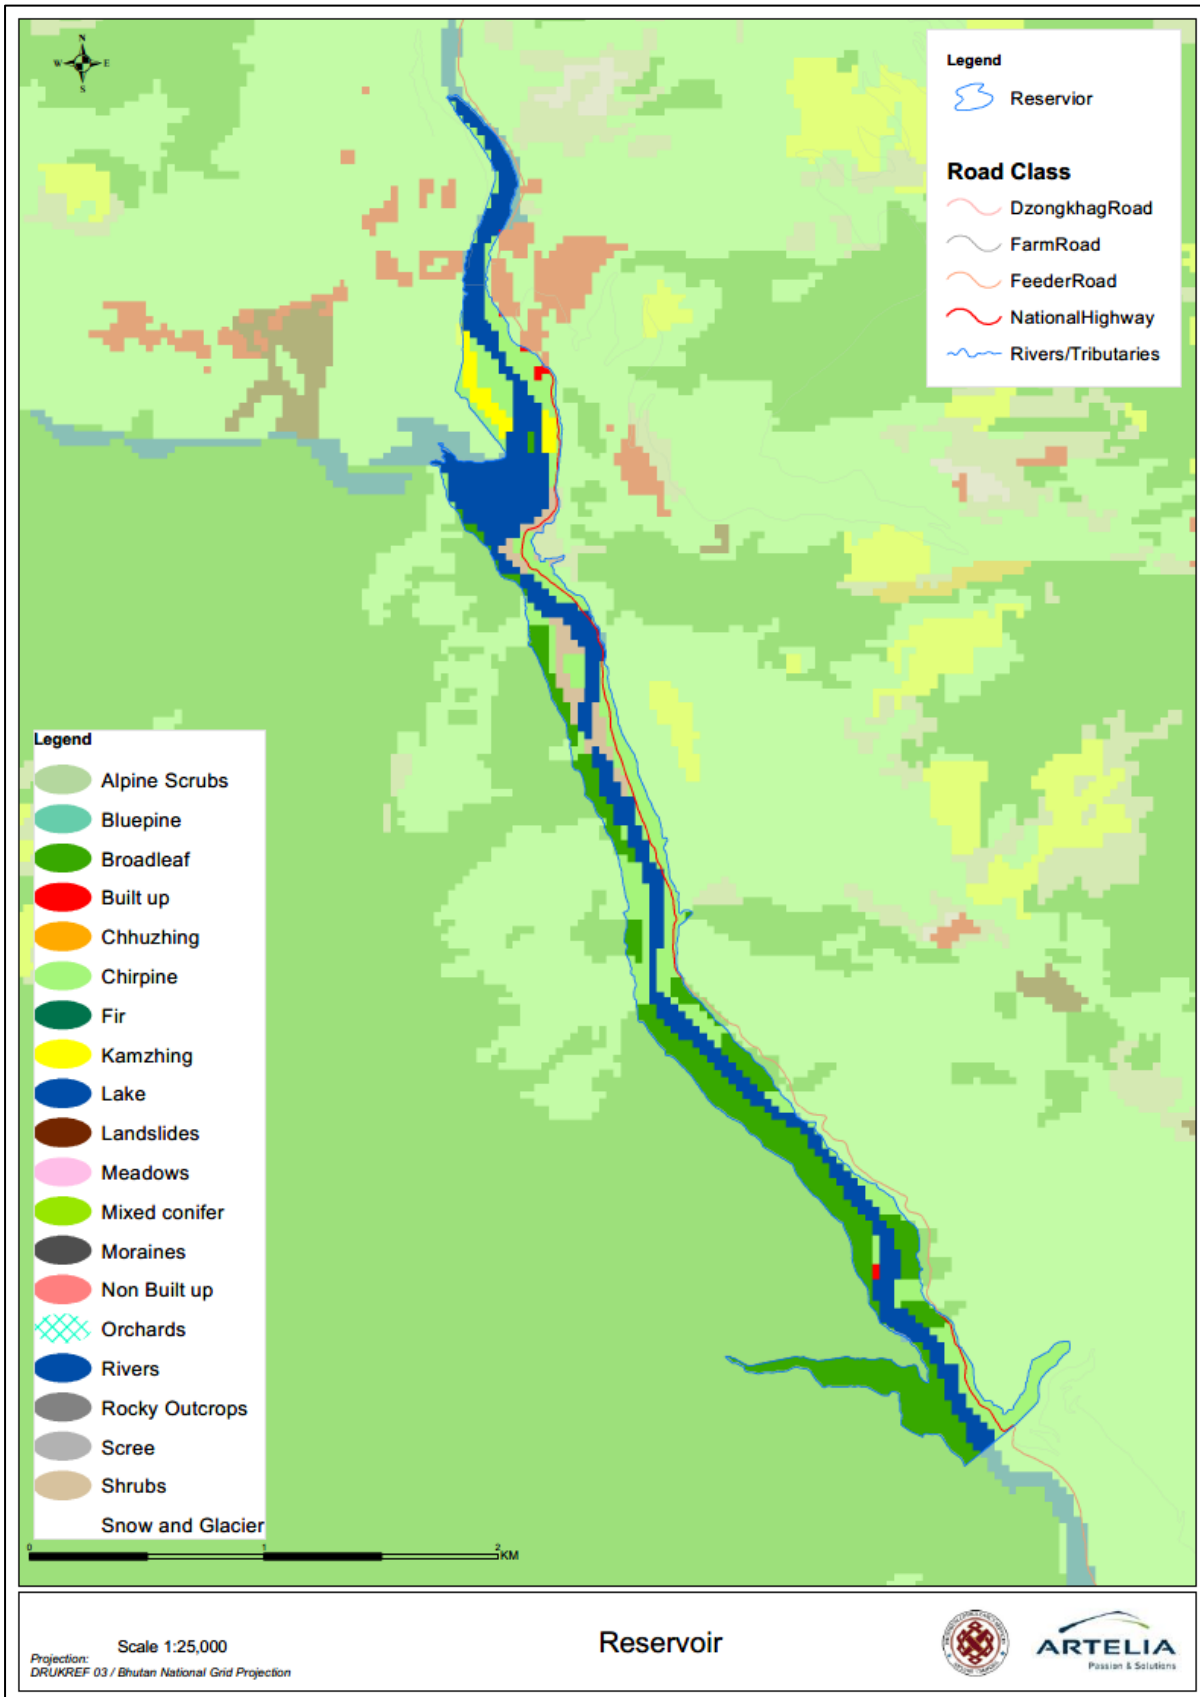 N
W E
S
Legend
Reservior
Road Class
DzongkhagRoad
FarmRoad
FeederRoad
NationalHighway
Rivers/Tributaries
Legend
Alpine Scrubs
Bluepine
Broadleaf
Built up
Chhuzhing
Chirpine
Fir
Kamzhing
Lake
Landslides
Meadows
Mixed conifer
Moraines
Non Built up
Orchards
Rivers
Rocky Outcrops
Scree
Shrubs
Snow and Glacier
0 1 2
KM
Scale 1:25,000
Projection:
DRUKREF 03 / Bhutan National Grid Projection
Reservoir
ARTELIA
Passion & Solutions